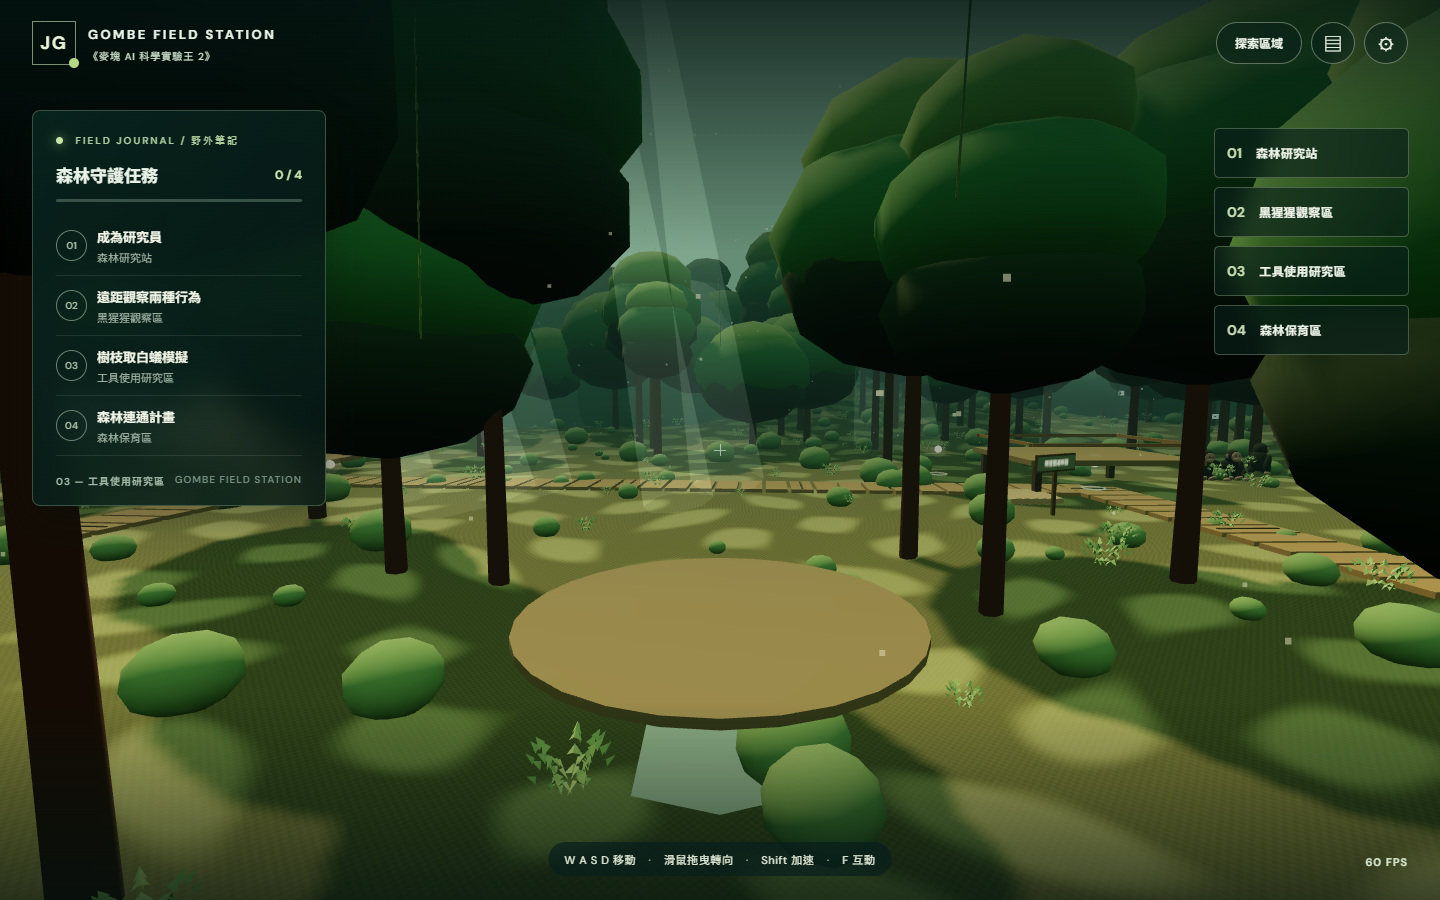 JG
GOMBE FIELD STATION
《麥塊 AI 科學實驗王 2》
探索區域
FIELD JOURNAL / 野外筆記
森林守護任務 0 / 4
01 成為研究員
森林研究站
02 遠距觀察兩種行為
黑猩猩觀察區
03 樹枝取白蟻模擬
工具使用研究區
04 森林連通計畫
森林保育區
03 — 工具使用研究區 GOMBE FIELD STATION
01 森林研究站
02 黑猩猩觀察區
03 工具使用研究區
04 森林保育區
W A S D 移動 · 滑鼠拖曳轉向 · Shift 加速 · F 互動
60 FPS